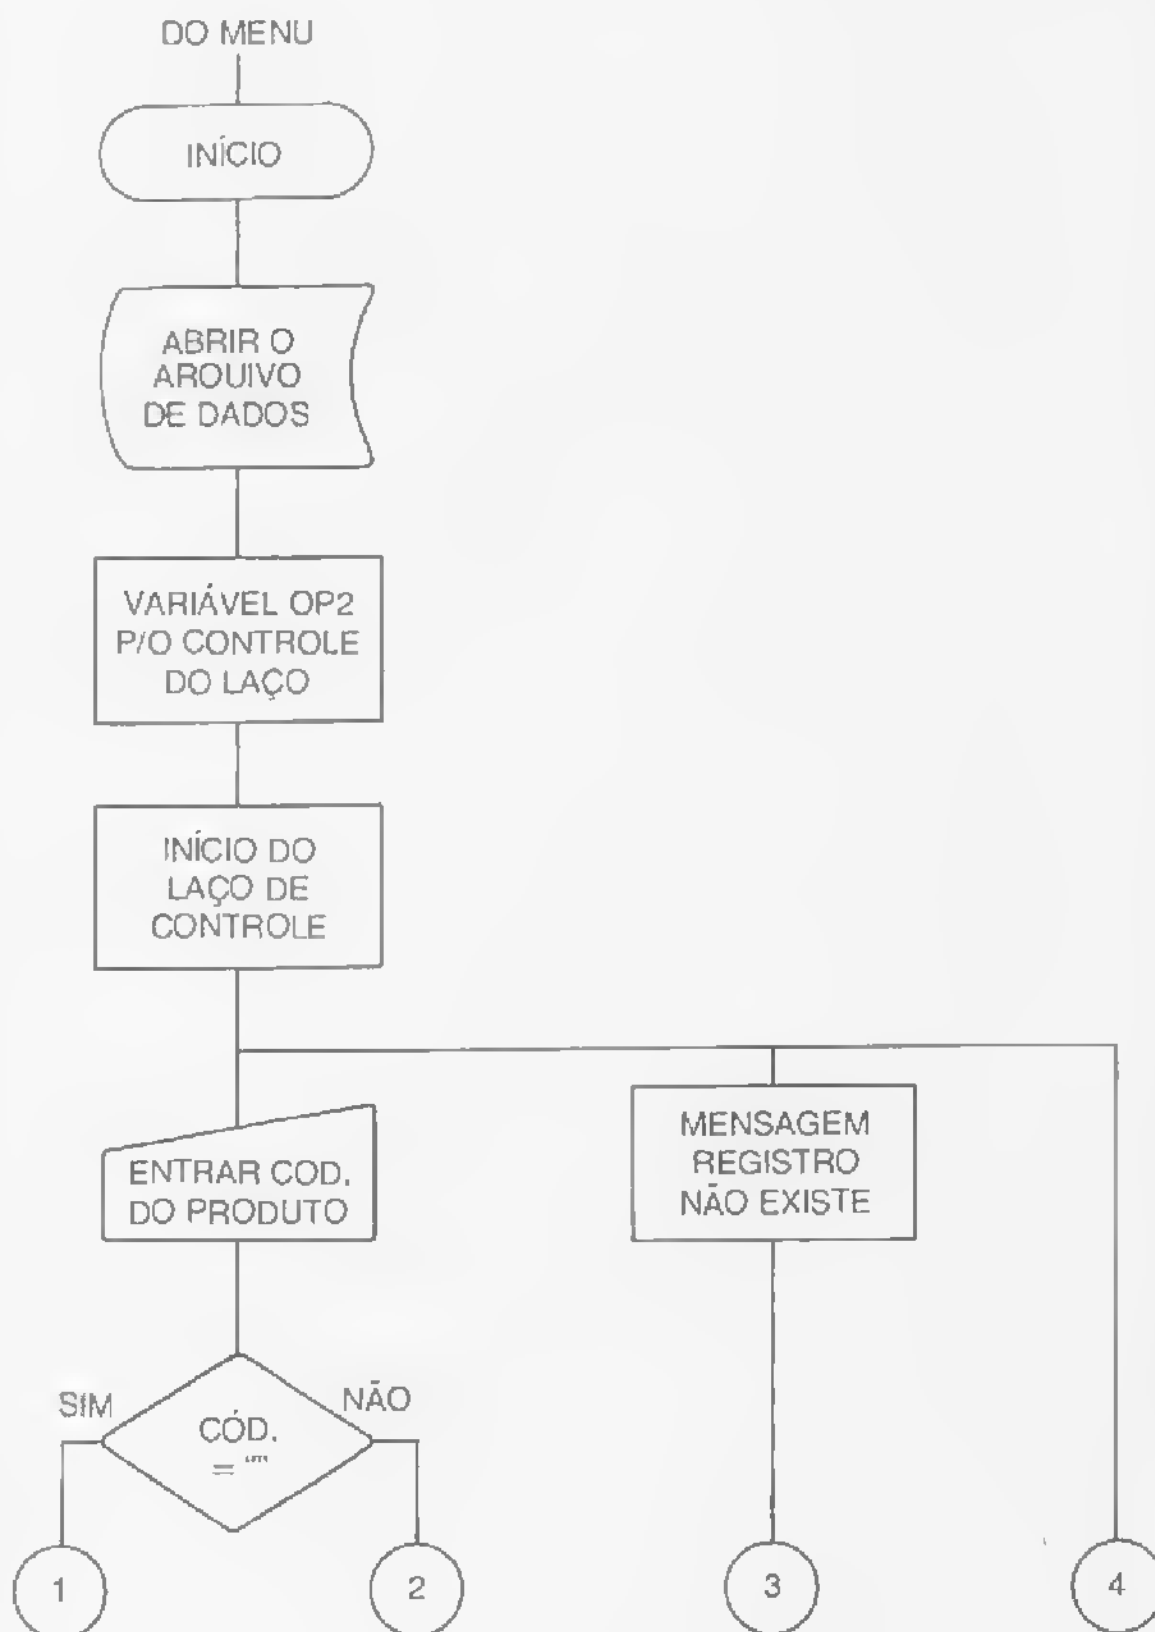 DO MENU
INÍCIO
ABRIR O
AROUIVO
DE DADOS
VARIÁVEL OP2
P/O CONTROLE
DO LAÇO
INÍCIO DO
LAÇO DE
CONTROLE
ENTRAR COD.
DO PRODUTO
MENSAGEM
REGISTRO
NÃO EXISTE
SIM
NÃO
CÓD.
= ""
1
2
3
4